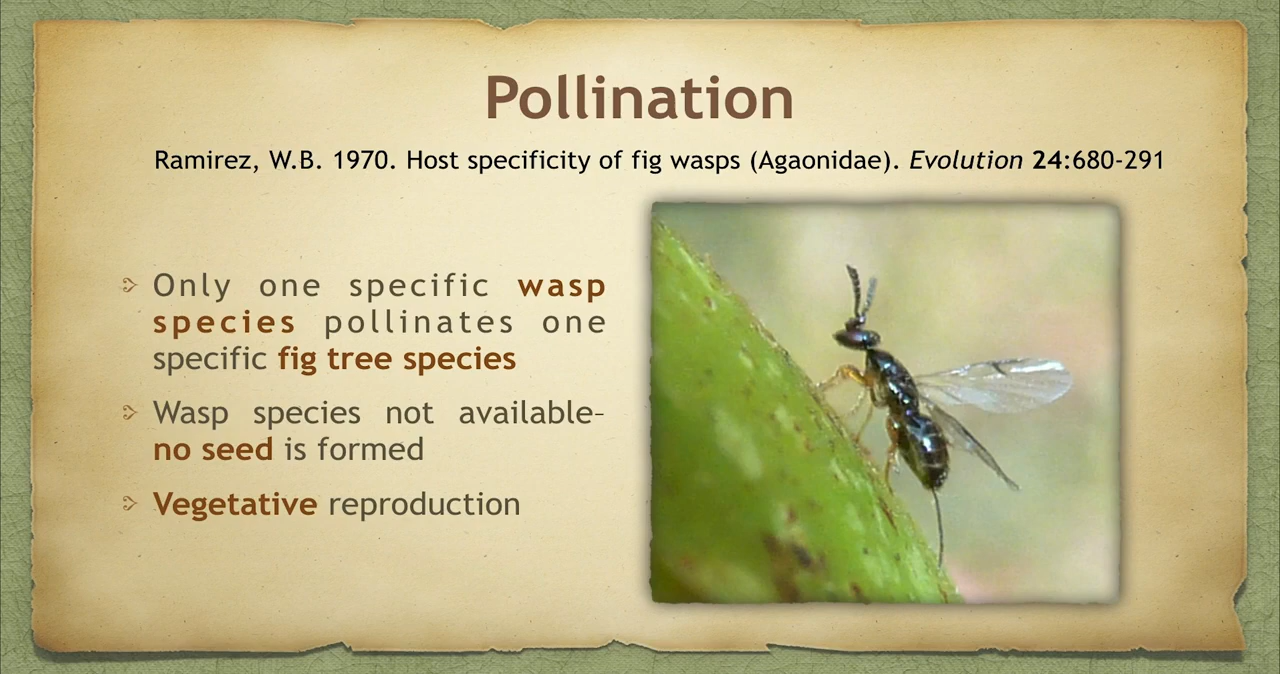 Pollination
Ramirez, W.B. 1970. Host specificity of fig wasps (Agaonidae). Evolution 24:680-291
Only one specific wasp
species pollinates one
specific fig tree species
Wasp species not available–
no seed is formed
Vegetative reproduction